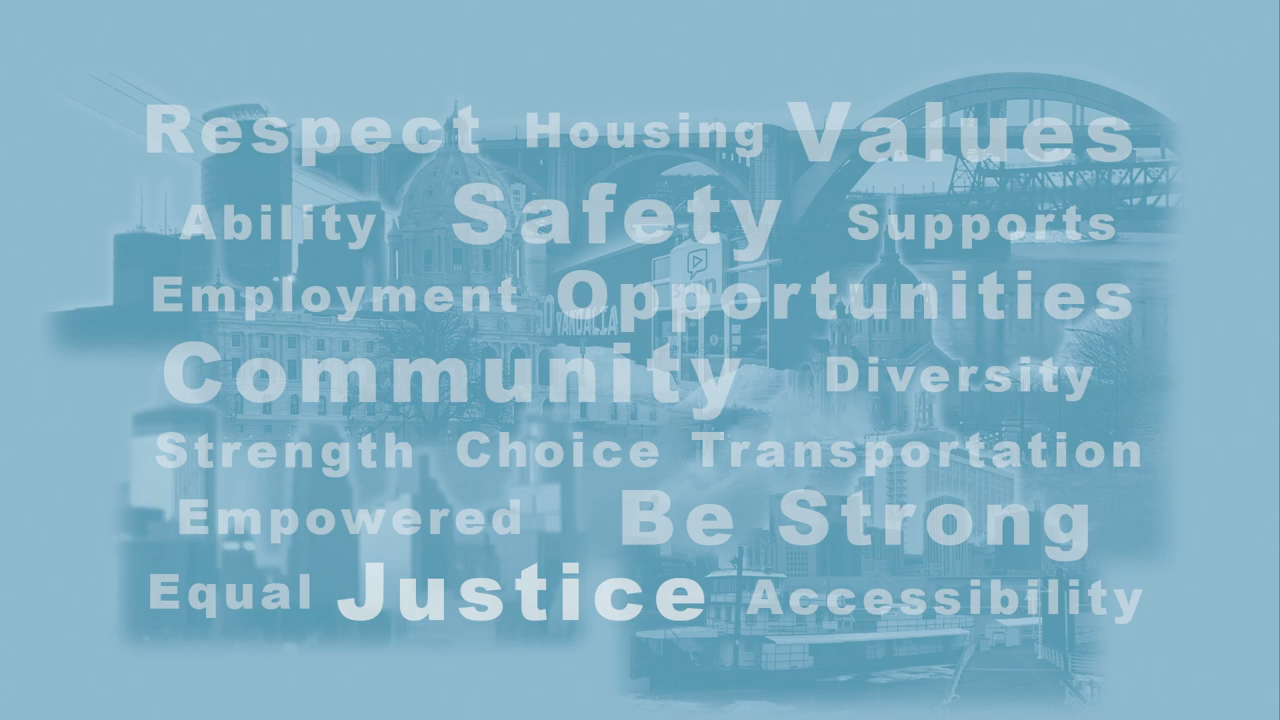 Respect Housing Values
Ability Safety Supports
Employment Opportunities
VANDALIA
Community Diversity
Strength Choice Transportation
Empowered Be Strong
Equal Justice Accessibility